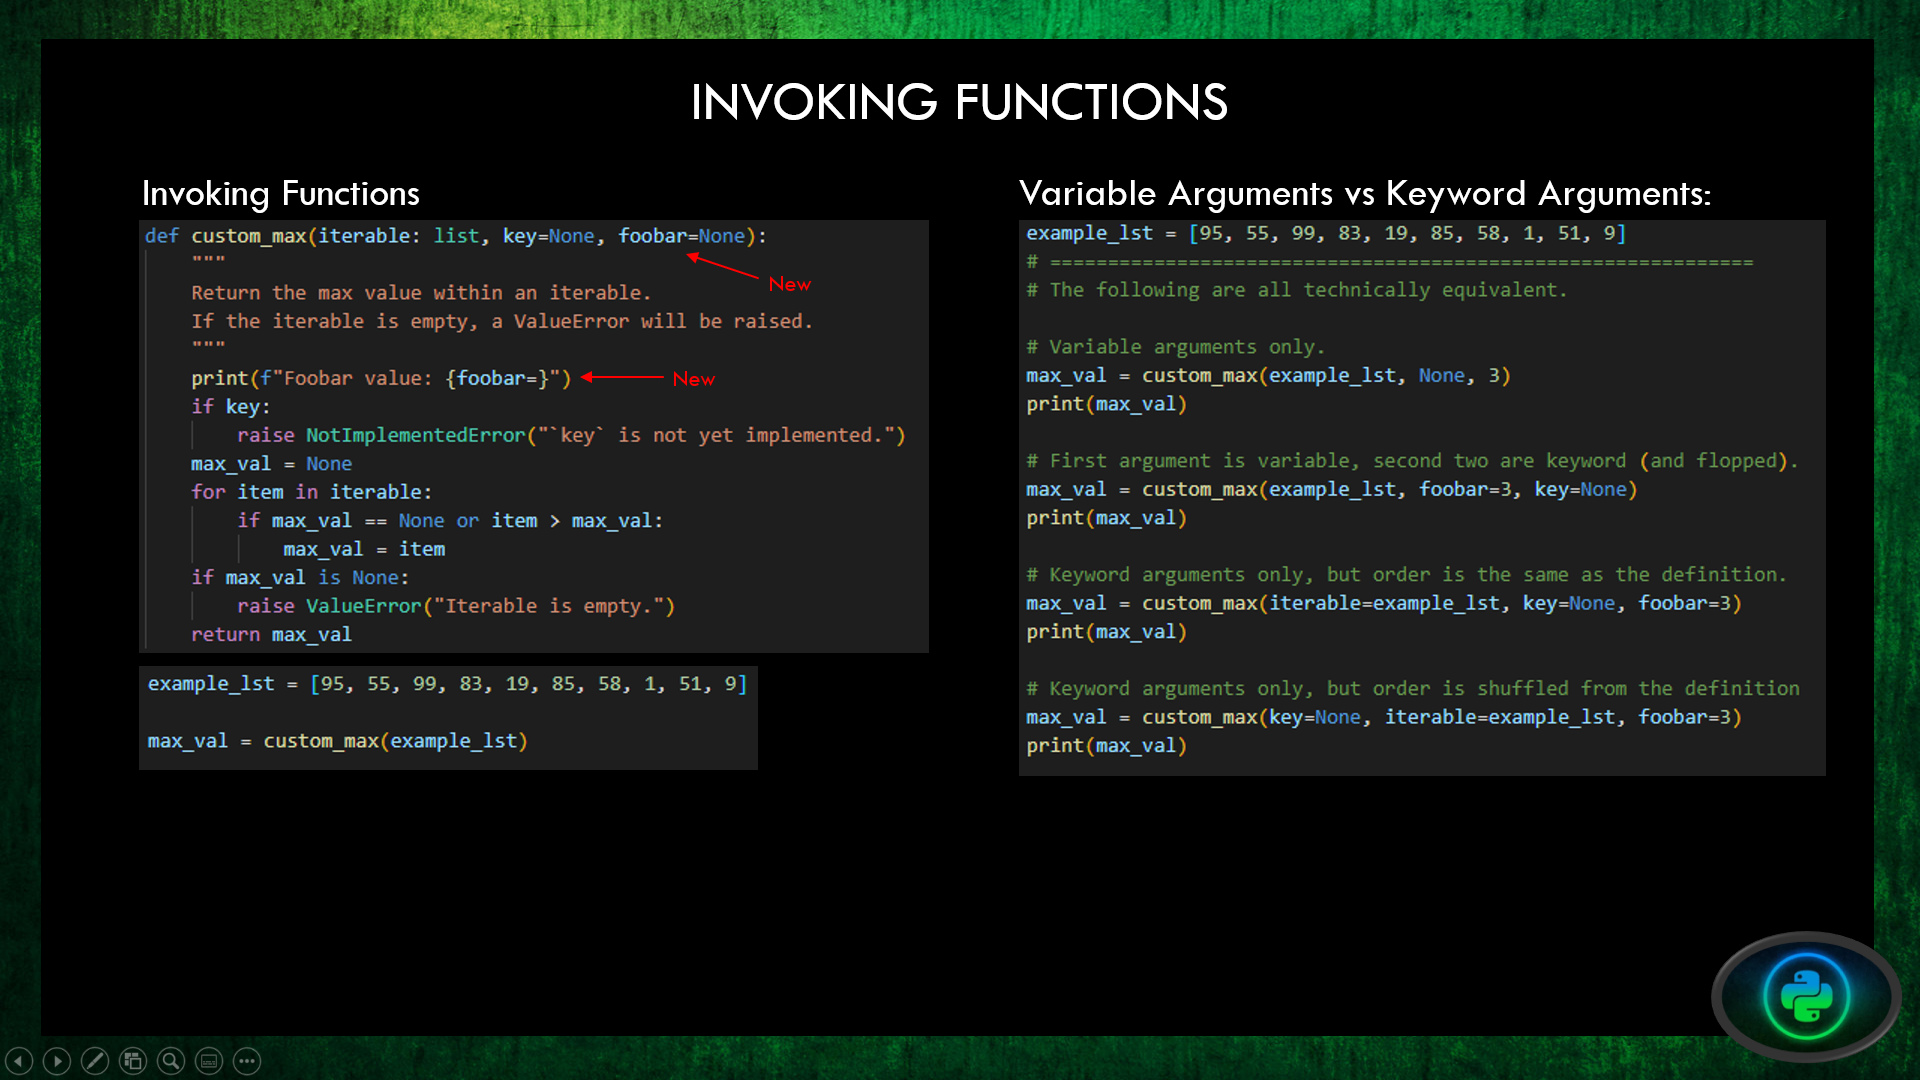 INVOKING FUNCTIONS
Invoking Functions
def custom_max(iterable: list, key=None, foobar=None):
"""
New
Return the max value within an iterable.
If the iterable is empty, a ValueError will be raised.
"""
print(f"Foobar value: {foobar=}")
New
if key:
raise NotImplementedError("`key` is not yet implemented.")
max_val = None
for item in iterable:
if max_val == None or item > max_val:
max_val = item
if max_val is None:
raise ValueError("Iterable is empty.")
return max_val
example_lst = [95, 55, 99, 83, 19, 85, 58, 1, 51, 9]
max_val = custom_max(example_lst)
Variable Arguments vs Keyword Arguments:
example_lst = [95, 55, 99, 83, 19, 85, 58, 1, 51, 9]
# =============================================================
# The following are all technically equivalent.
# Variable arguments only.
max_val = custom_max(example_lst, None, 3)
print(max_val)
# First argument is variable, second two are keyword (and flopped).
max_val = custom_max(example_lst, foobar=3, key=None)
print(max_val)
# Keyword arguments only, but order is the same as the definition.
max_val = custom_max(iterable=example_lst, key=None, foobar=3)
print(max_val)
# Keyword arguments only, but order is shuffled from the definition
max_val = custom_max(key=None, iterable=example_lst, foobar=3)
print(max_val)